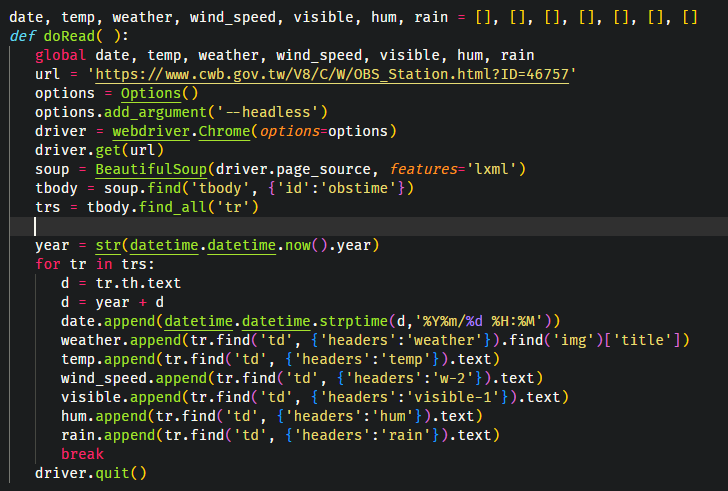 date, temp, weather, wind_speed, visible, hum, rain = [], [], [], [], [], [], []
def doRead( ):
   global date, temp, weather, wind_speed, visible, hum, rain
   url = 'https://www.cwb.gov.tw/V8/C/W/OBS_Station.html?ID=46757'
   options = Options()
   options.add_argument('--headless')
   driver = webdriver.Chrome(options=options)
   driver.get(url)
   soup = BeautifulSoup(driver.page_source, features='lxml')
   tbody = soup.find('tbody', {'id':'obstime'})
   trs = tbody.find_all('tr')

   year = str(datetime.datetime.now().year)
   for tr in trs:
      d = tr.th.text
      d = year + d
      date.append(datetime.datetime.strptime(d,'%Y%m/%d %H:%M'))
      weather.append(tr.find('td', {'headers':'weather'}).find('img')['title'])
      temp.append(tr.find('td', {'headers':'temp'}).text)
      wind_speed.append(tr.find('td', {'headers':'w-2'}).text)
      visible.append(tr.find('td', {'headers':'visible-1'}).text)
      hum.append(tr.find('td', {'headers':'hum'}).text)
      rain.append(tr.find('td', {'headers':'rain'}).text)
      break
   driver.quit()